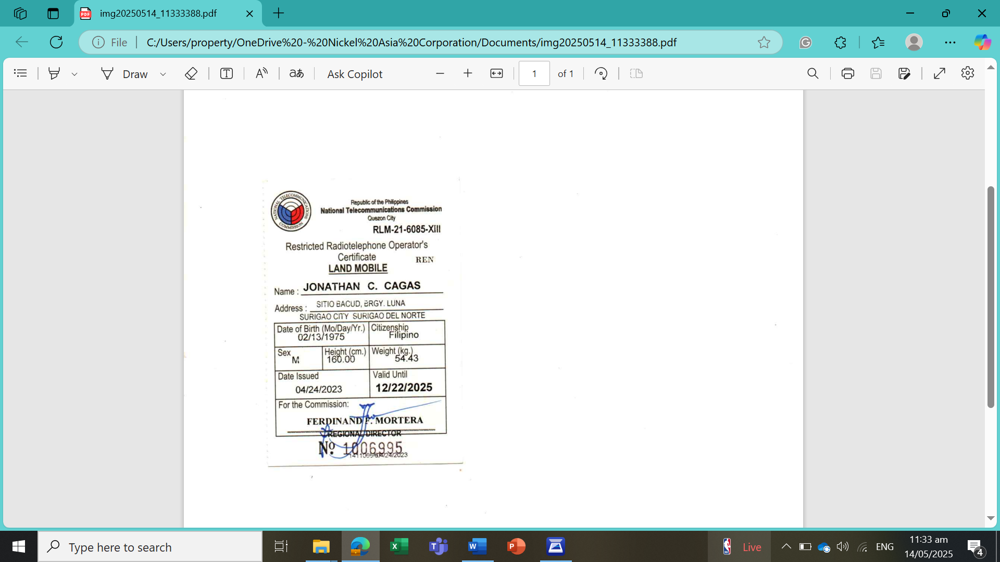 img20250514_11333388.pdf
File
C:/Users/property/OneDrive%20-%20Nickel%20Asia%20Corporation/Documents/img20250514_11333388.pdf
Draw
Ask Copilot
1 of 1
NATIONAL TELECOMMUNICATIONS COMMISSION
Republic of the Philippines
National Telecommunications Commission
Quezon City
RLM-21-6085-XIII
Restricted Radiotelephone Operator's
Certificate REN
LAND MOBILE
Name : JONATHAN C. CAGAS
Address : SITIO BACUD, BRGY. LUNA
SURIGAO CITY SURIGAO DEL NORTE
Date of Birth (Mo/Day/Yr.) Citizenship
02/13/1975 Filipino
Sex Height (cm.) Weight (kg.)
M 160.00 54.43
Date Issued Valid Until
04/24/2023 12/22/2025
For the Commission:
FERDINAND F. MORTERA
REGIONAL DIRECTOR
Nº. 1006995
04/24/2023
Type here to search
Live
ENG
11:33 am
14/05/2025
4